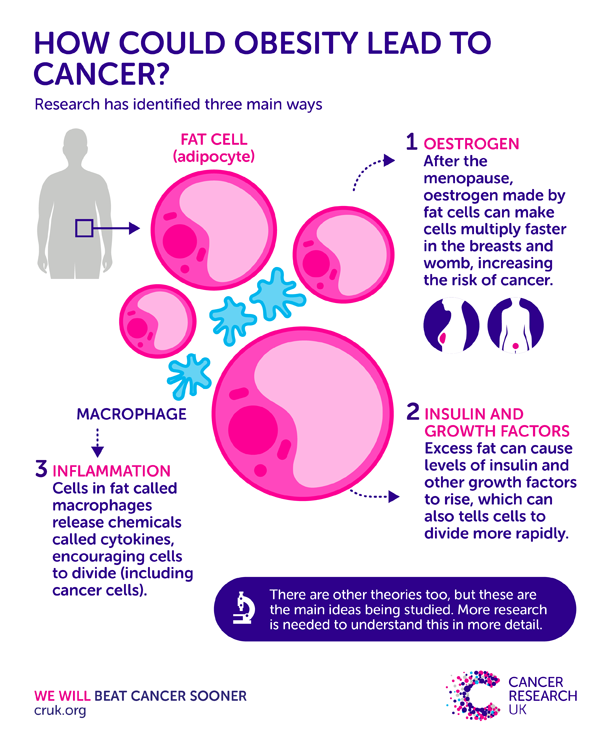 HOW COULD OBESITY LEAD TO
CANCER?
Research has identified three main ways
FAT CELL
(adipocyte)
1 OESTROGEN
After the
menopause,
oestrogen made by
fat cells can make
cells multiply faster
in the breasts and
womb, increasing
the risk of cancer.
2 INSULIN AND
GROWTH FACTORS
Excess fat can cause
levels of insulin and
other growth factors
to rise, which can
also tells cells to
divide more rapidly.
MACROPHAGE
3 INFLAMMATION
Cells in fat called
macrophages
release chemicals
called cytokines,
encouraging cells
to divide (including
cancer cells).
There are other theories too, but these are
the main ideas being studied. More research
is needed to understand this in more detail.
WE WILL BEAT CANCER SOONER
cruk.org
CANCER
RESEARCH
UK